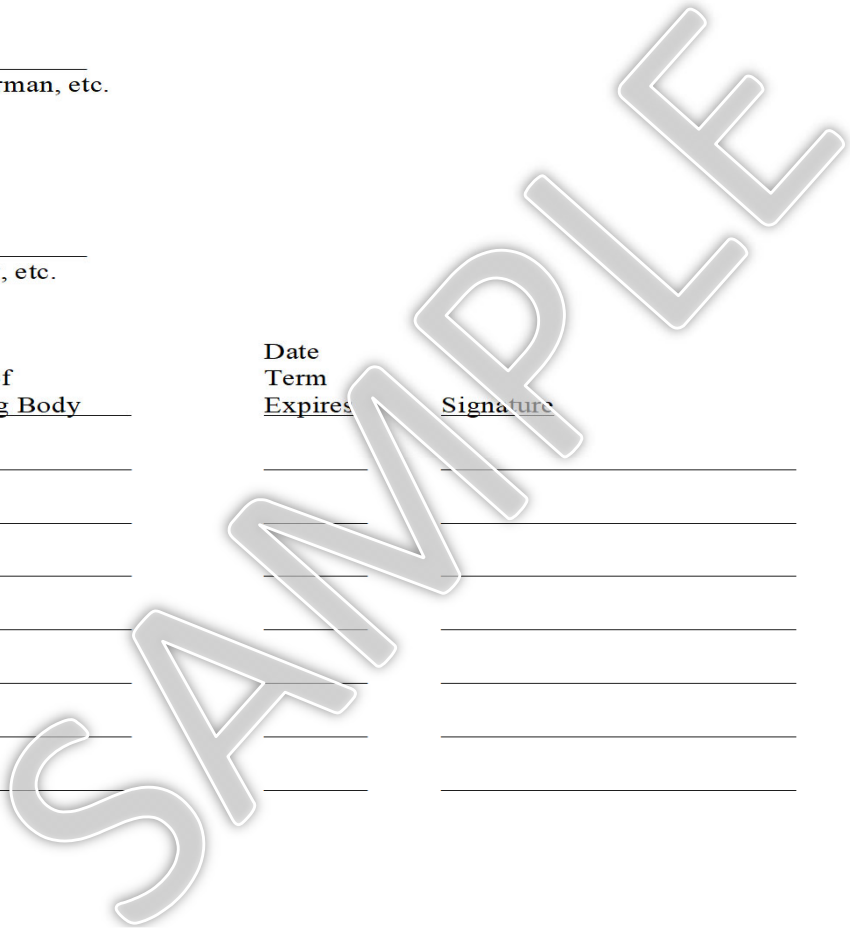 rman, etc.
, etc.
Date
f Term
g Body Expires Signature
SAMPLE